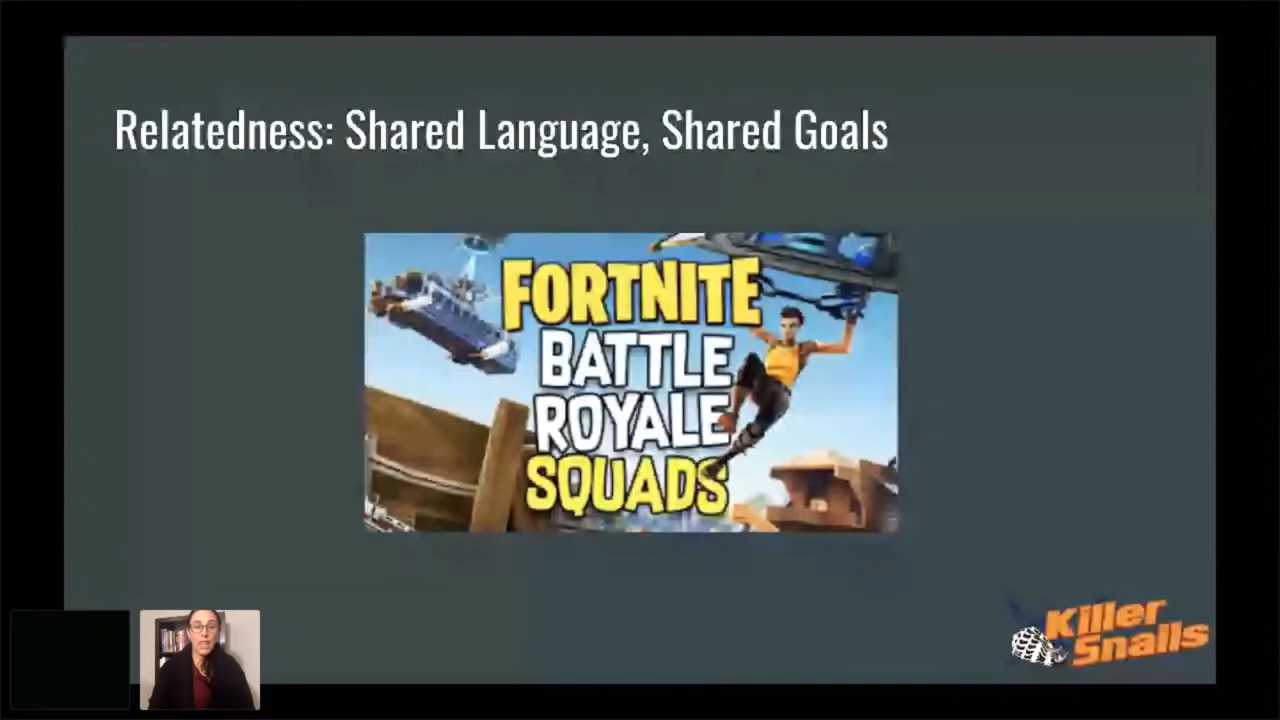 Relatedness: Shared Language, Shared Goals
FORTNITE
BATTLE
ROYALE
SQUADS
Killer
Snails